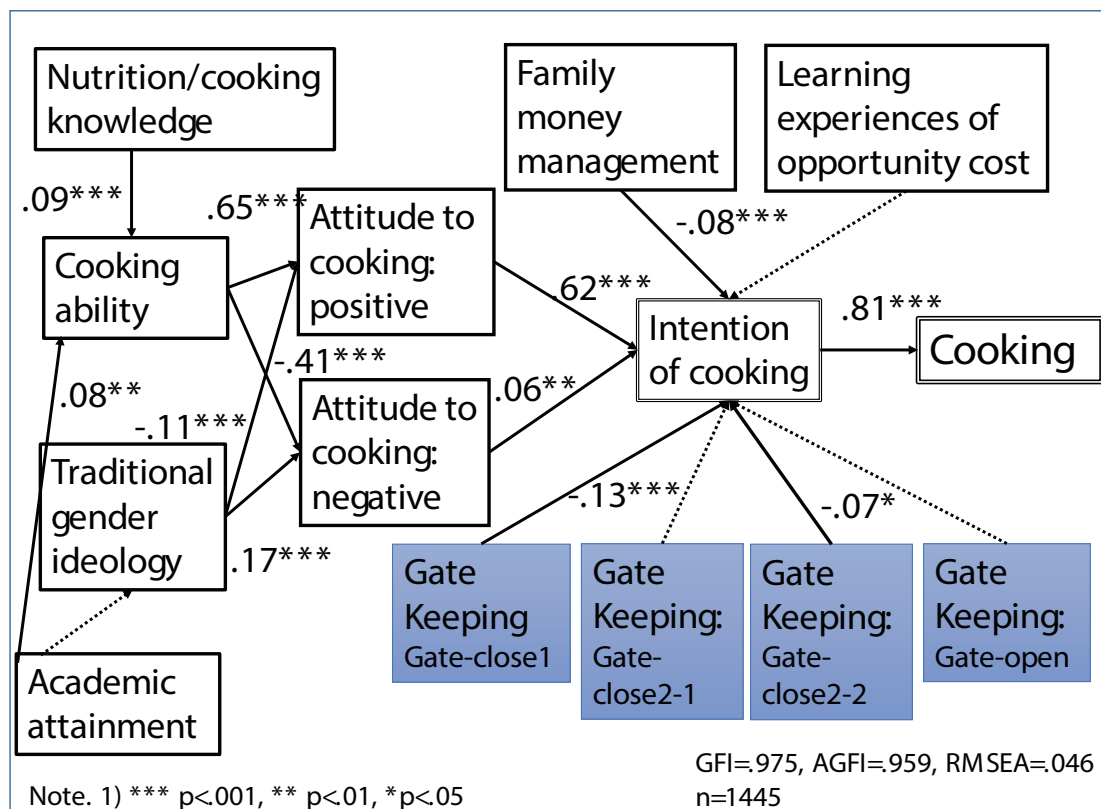 Nutrition/cooking
knowledge
Family
money
management
Learning
experiences of
opportunity cost
.09***
.65***
-.08***
Cooking
ability
Attitude to
cooking:
positive
.62***
Intention
of cooking
.81***
Cooking
-.41***
.08**
-.11***
.06**
Attitude to
cooking:
negative
Traditional
gender
ideology
.17***
-.13***
-.07*
Gate
Keeping
Gate-close1
Gate
Keeping:
Gate-
close2-1
Gate
Keeping:
Gate-
close2-2
Gate
Keeping:
Gate-open
Academic
attainment
GFI=.975, AGFI=.959, RMSEA=.046
n=1445
Note. 1) *** p<.001, ** p<.01, *p<.05